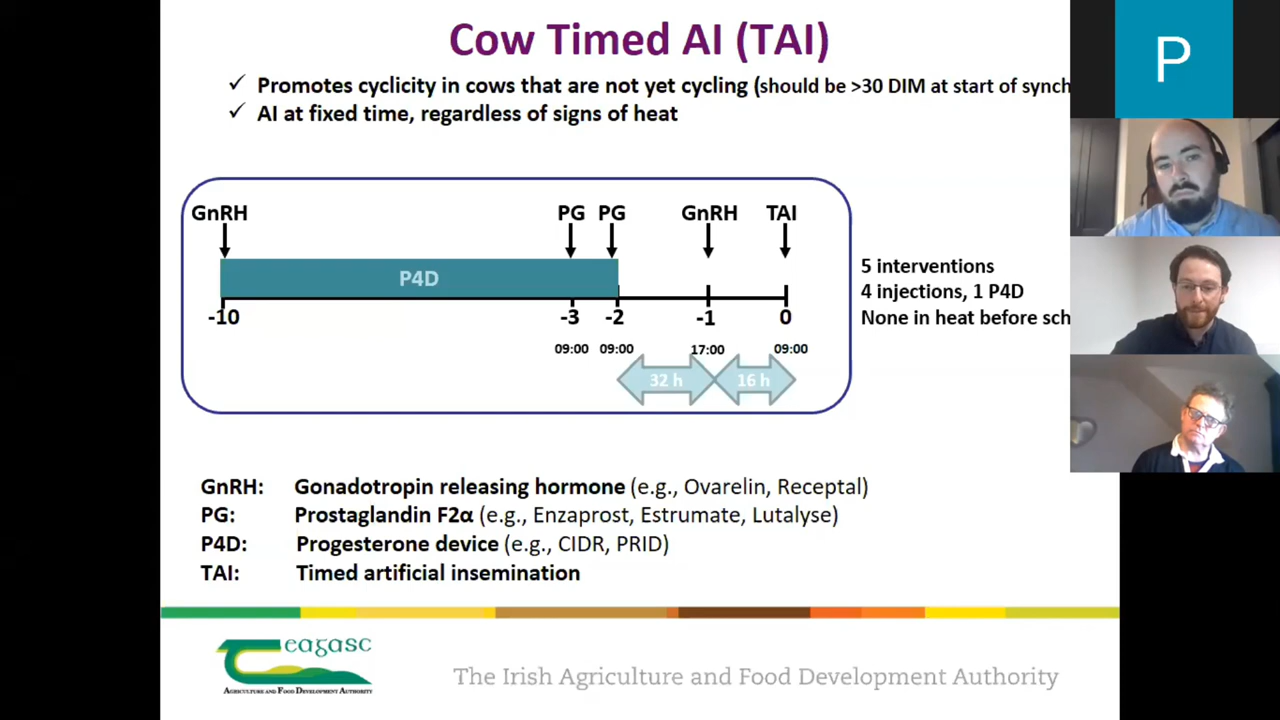 Cow Timed AI (TAI)
P
✓ Promotes cyclicity in cows that are not yet cycling (should be >30 DIM at start of synch
✓ AI at fixed time, regardless of signs of heat
GnRH PG PG GnRH TAI
P4D
5 interventions
4 injections, 1 P4D
None in heat before sch
-10 -3 -2 -1 0
09:00 09:00 17:00 09:00
32 h 16 h
GnRH: Gonadotropin releasing hormone (e.g., Ovarelin, Receptal)
PG: Prostaglandin F2α (e.g., Enzaprost, Estrumate, Lutalyse)
P4D: Progesterone device (e.g., CIDR, PRID)
TAI: Timed artificial insemination
eagasc
AGRICULTURE AND FOOD DEVELOPMENT AUTHORITY
The Irish Agriculture and Food Development Authority